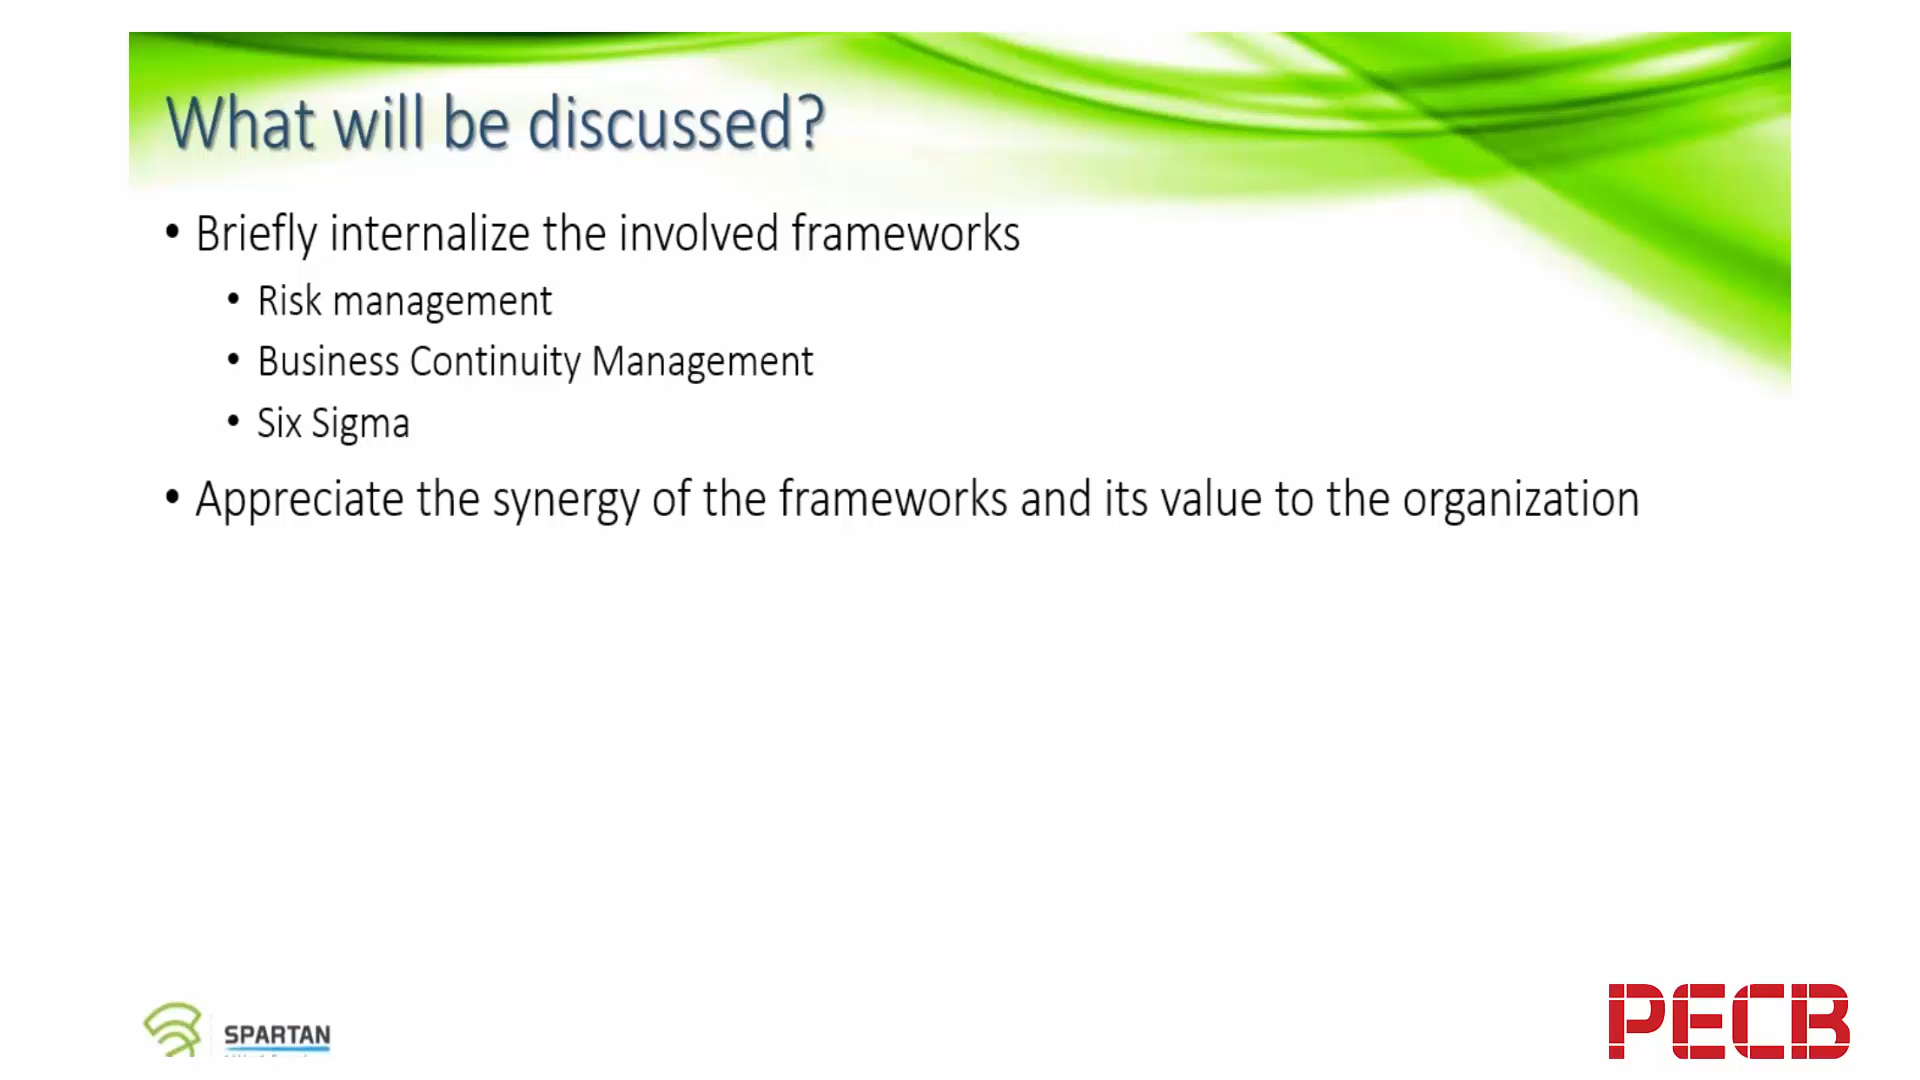 What will be discussed?
• Briefly internalize the involved frameworks
• Risk management
• Business Continuity Management
• Six Sigma
• Appreciate the synergy of the frameworks and its value to the organization
SPARTAN
PECB